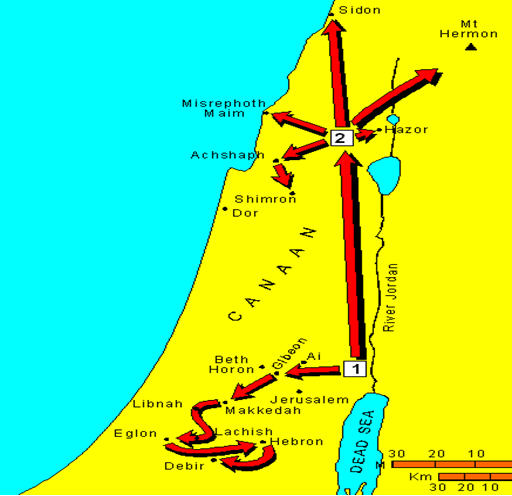 Sidon
Mt
Hermon
Misrephoth
Maim
2
Hazor
Achshaph
Shimron
Dor
CANAAN
River Jordan
Beth
Horon
Gibeon
Ai
1
Jerusalem
Libnah
Makkedah
Eglon
Lachish
Hebron
Debir
DEAD SEA
30 20 10
M
Km
30 20 10